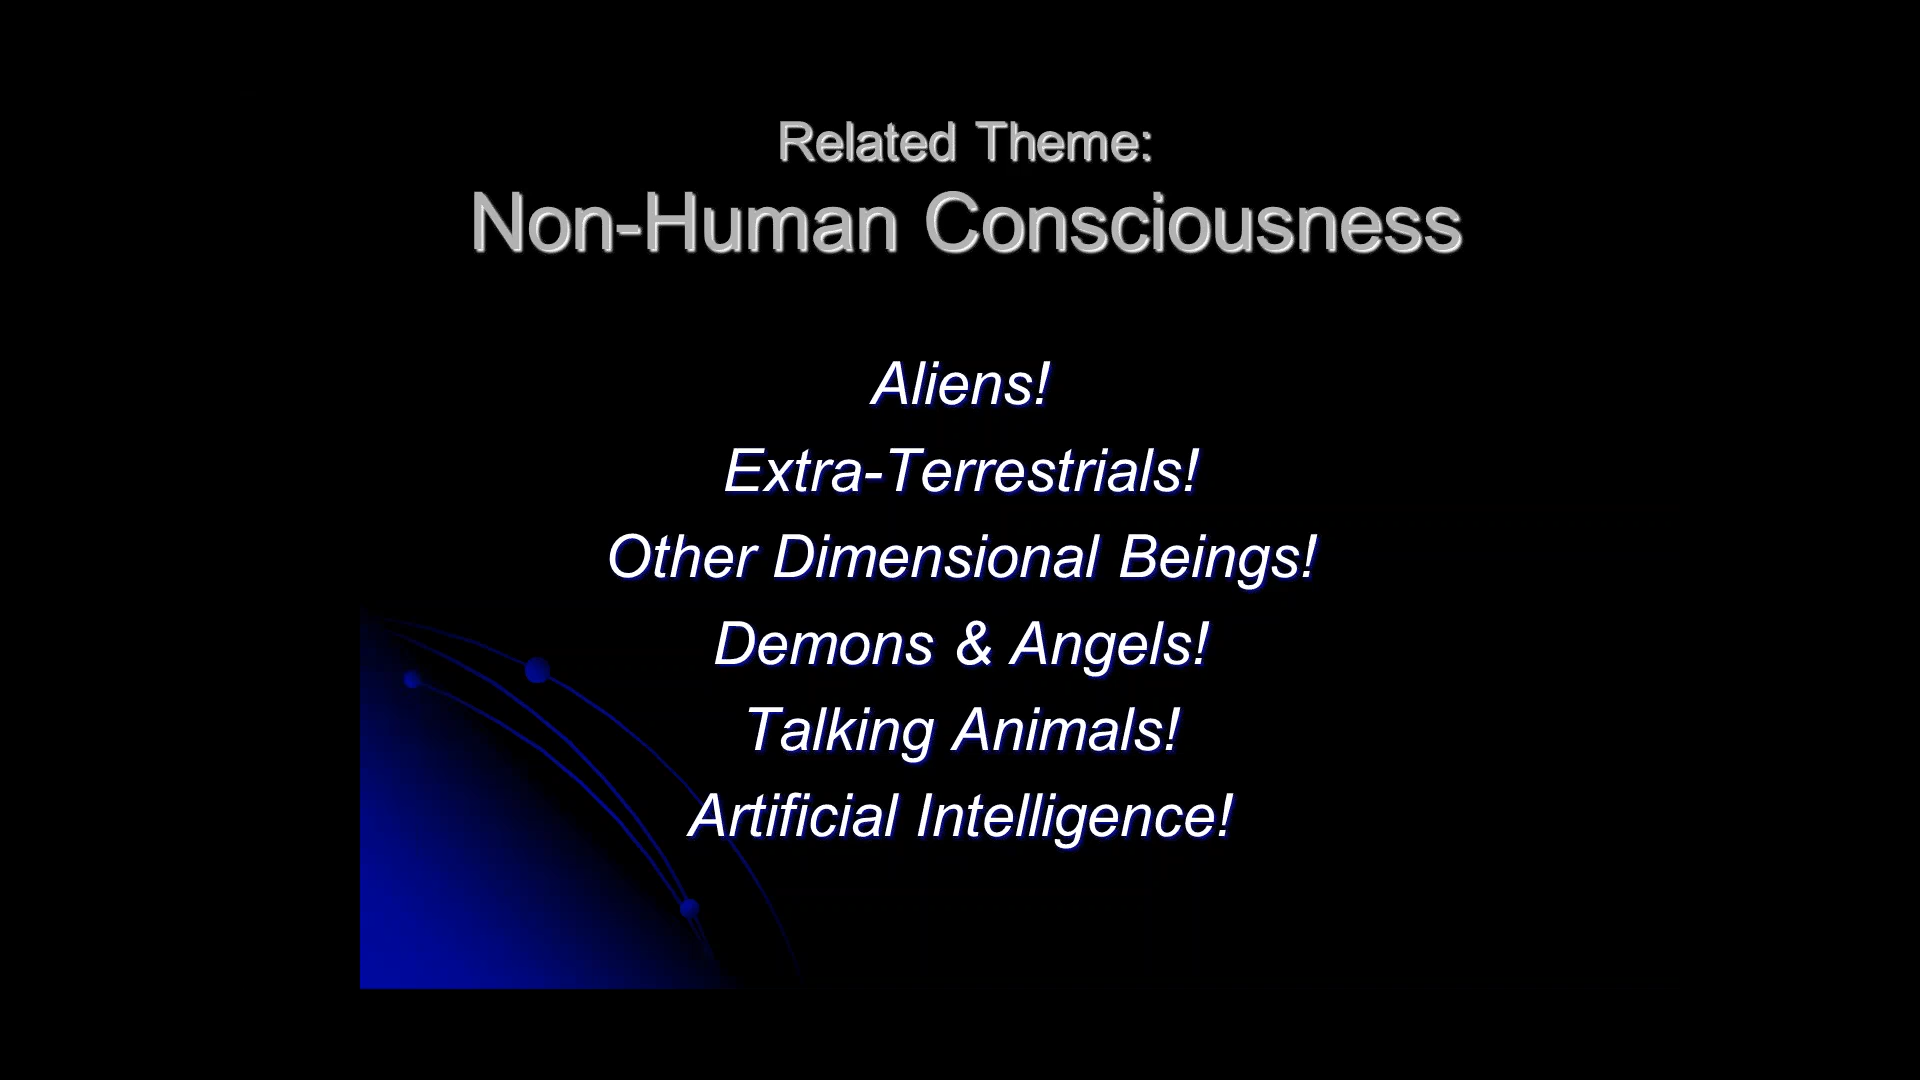 Related Theme:
Non-Human Consciousness
Aliens!
Extra-Terrestrials!
Other Dimensional Beings!
Demons & Angels!
Talking Animals!
Artificial Intelligence!